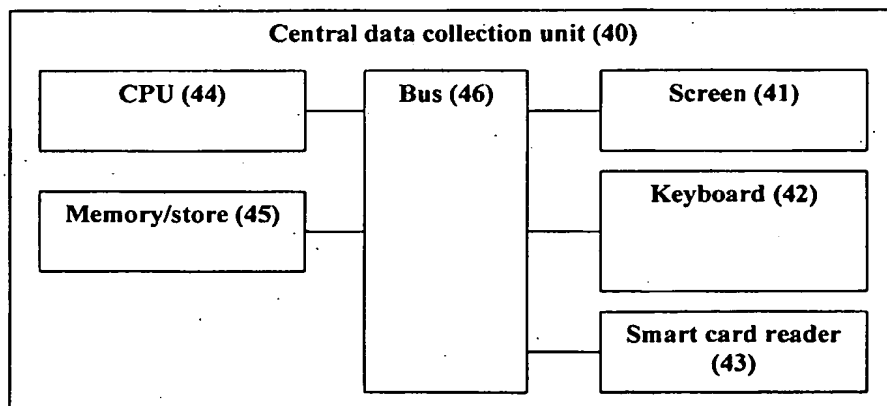 Central data collection unit (40)
CPU (44)
Bus (46)
Screen (41)
Memory/store (45)
Keyboard (42)
Smart card reader
(43)